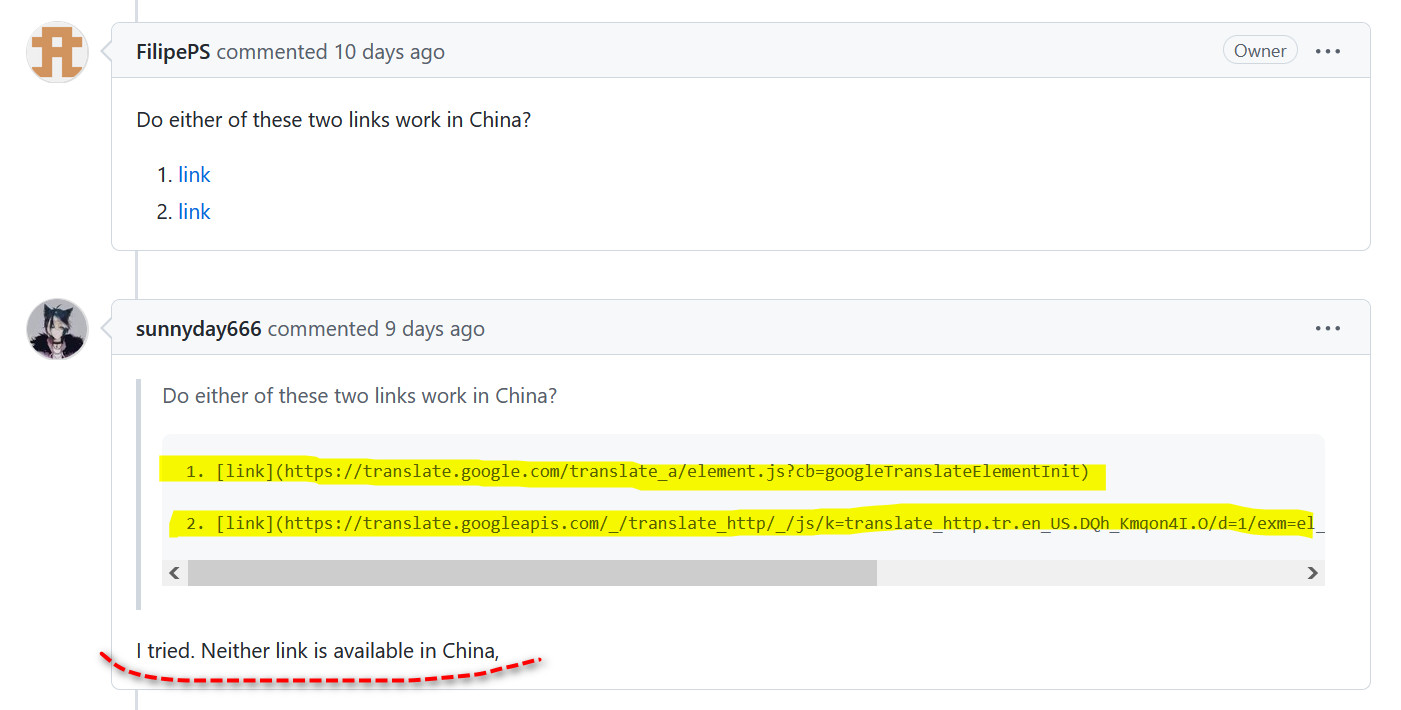 FilipePS commented 10 days ago
Owner
Do either of these two links work in China?
1. link
2. link
sunnyday666 commented 9 days ago
Do either of these two links work in China?
1. [link](https://translate.google.com/translate_a/element.js?cb=googleTranslateElementInit)
2. [link](https://translate.googleapis.com/_/translate_http/_/js/k=translate_http.tr.en_US.DQh_Kmqon4I.O/d=1/exm=el_
I tried. Neither link is available in China,